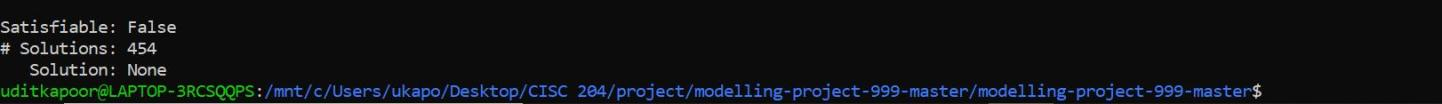 Satisfiable: False
# Solutions: 454
   Solution: None
uditkapoor@LAPTOP-3RCSQQPS:/mnt/c/Users/ukapo/Desktop/CISC 204/project/modelling-project-999-master/modelling-project-999-master$